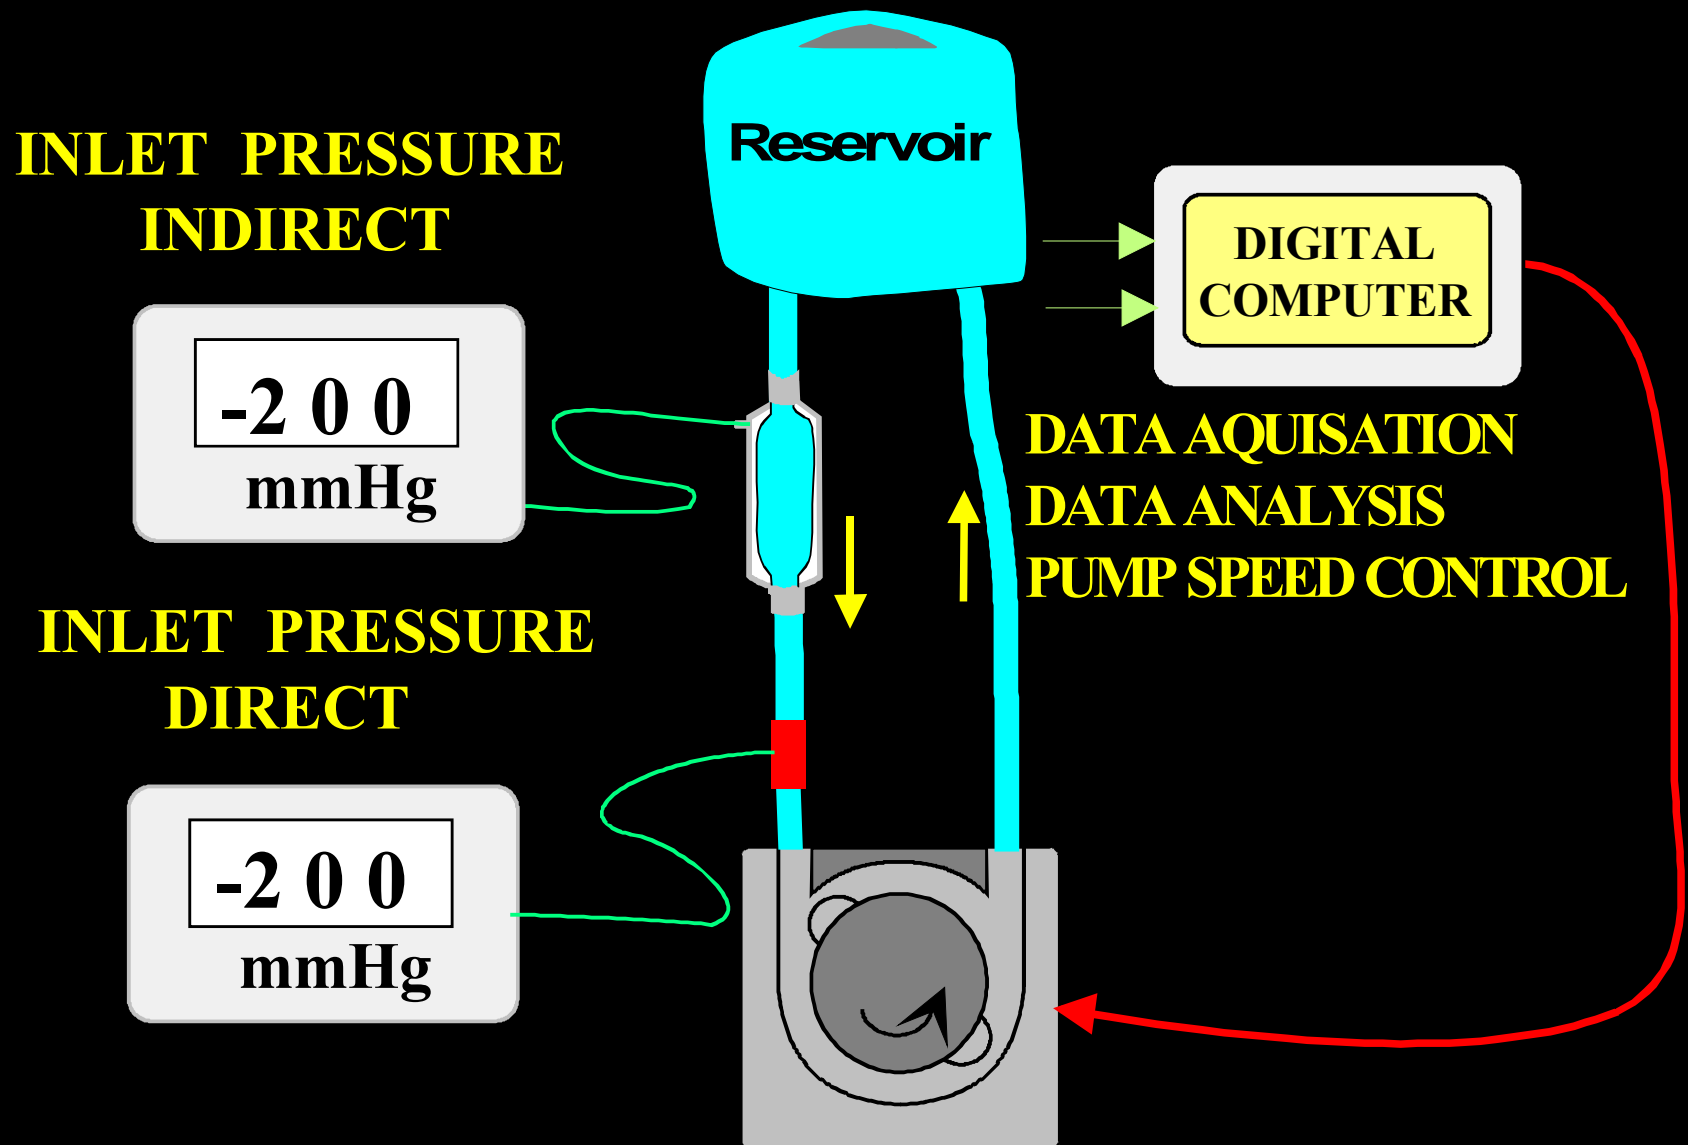 Reservoir
INLET PRESSURE
INDIRECT
-2 0 0
mmHg
DIGITAL
COMPUTER
DATA AQUISATION
DATA ANALYSIS
PUMP SPEED CONTROL
INLET PRESSURE
DIRECT
-2 0 0
mmHg